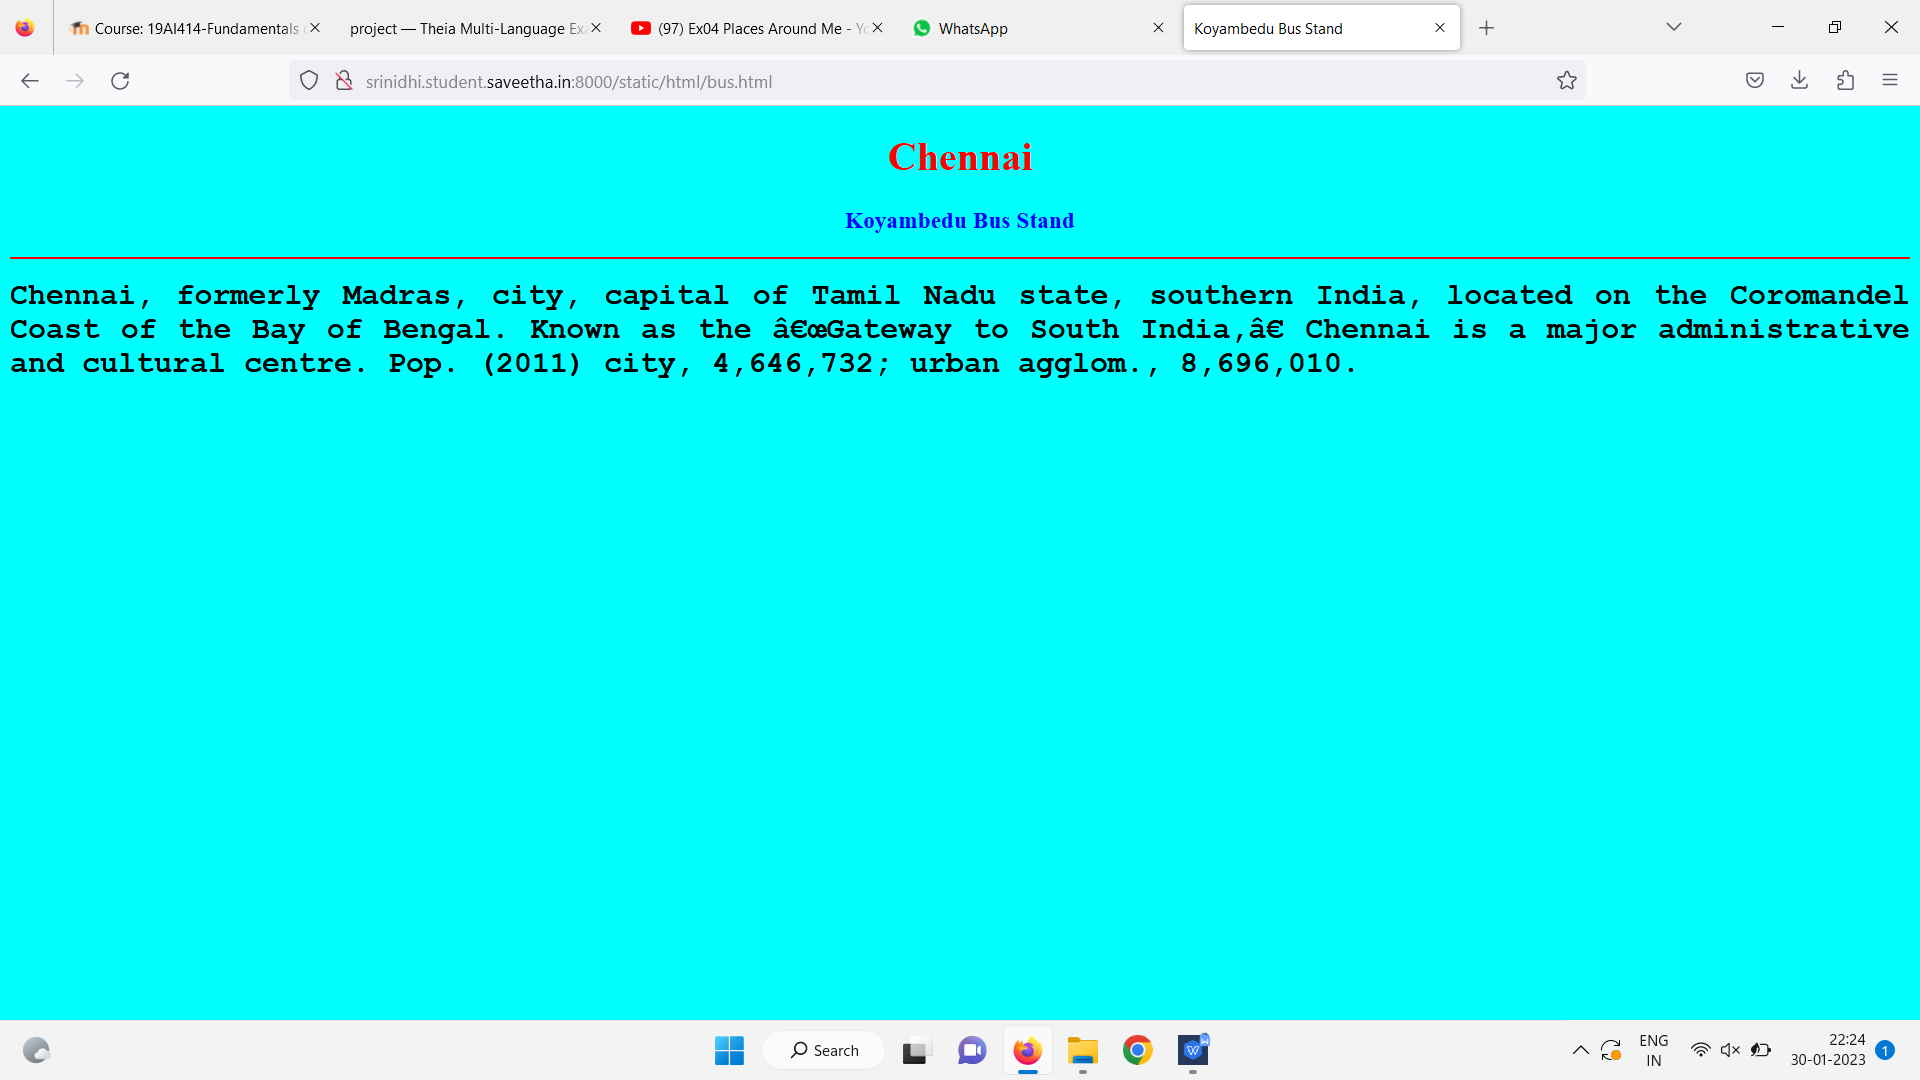 Course: 19AI414-Fundamentals
project — Theia Multi-Language Exa
(97) Ex04 Places Around Me - Yo
WhatsApp
Koyambedu Bus Stand
srinidhi.student.saveetha.in:8000/static/html/bus.html
Chennai
Koyambedu Bus Stand
Chennai, formerly Madras, city, capital of Tamil Nadu state, southern India, located on the Coromandel
Coast of the Bay of Bengal. Known as the â€œGateway to South India,â€ Chennai is a major administrative
and cultural centre. Pop. (2011) city, 4,646,732; urban agglom., 8,696,010.
Search
ENG
IN
22:24
30-01-2023
1